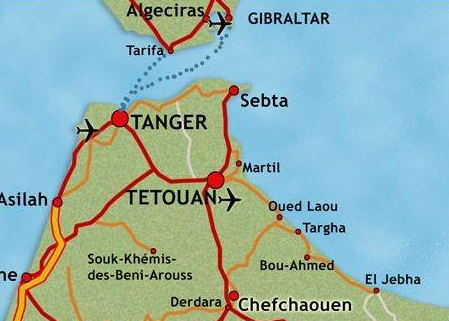 Algeciras
GIBRALTAR
Tarifa
Sebta
TANGER
Martil
TETOUAN
Asilah
Oued Laou
Targha
Souk-Khémis-
des-Beni-Arouss
Bou-Ahmed
ne
El Jebha
Derdara
Chefchaouen